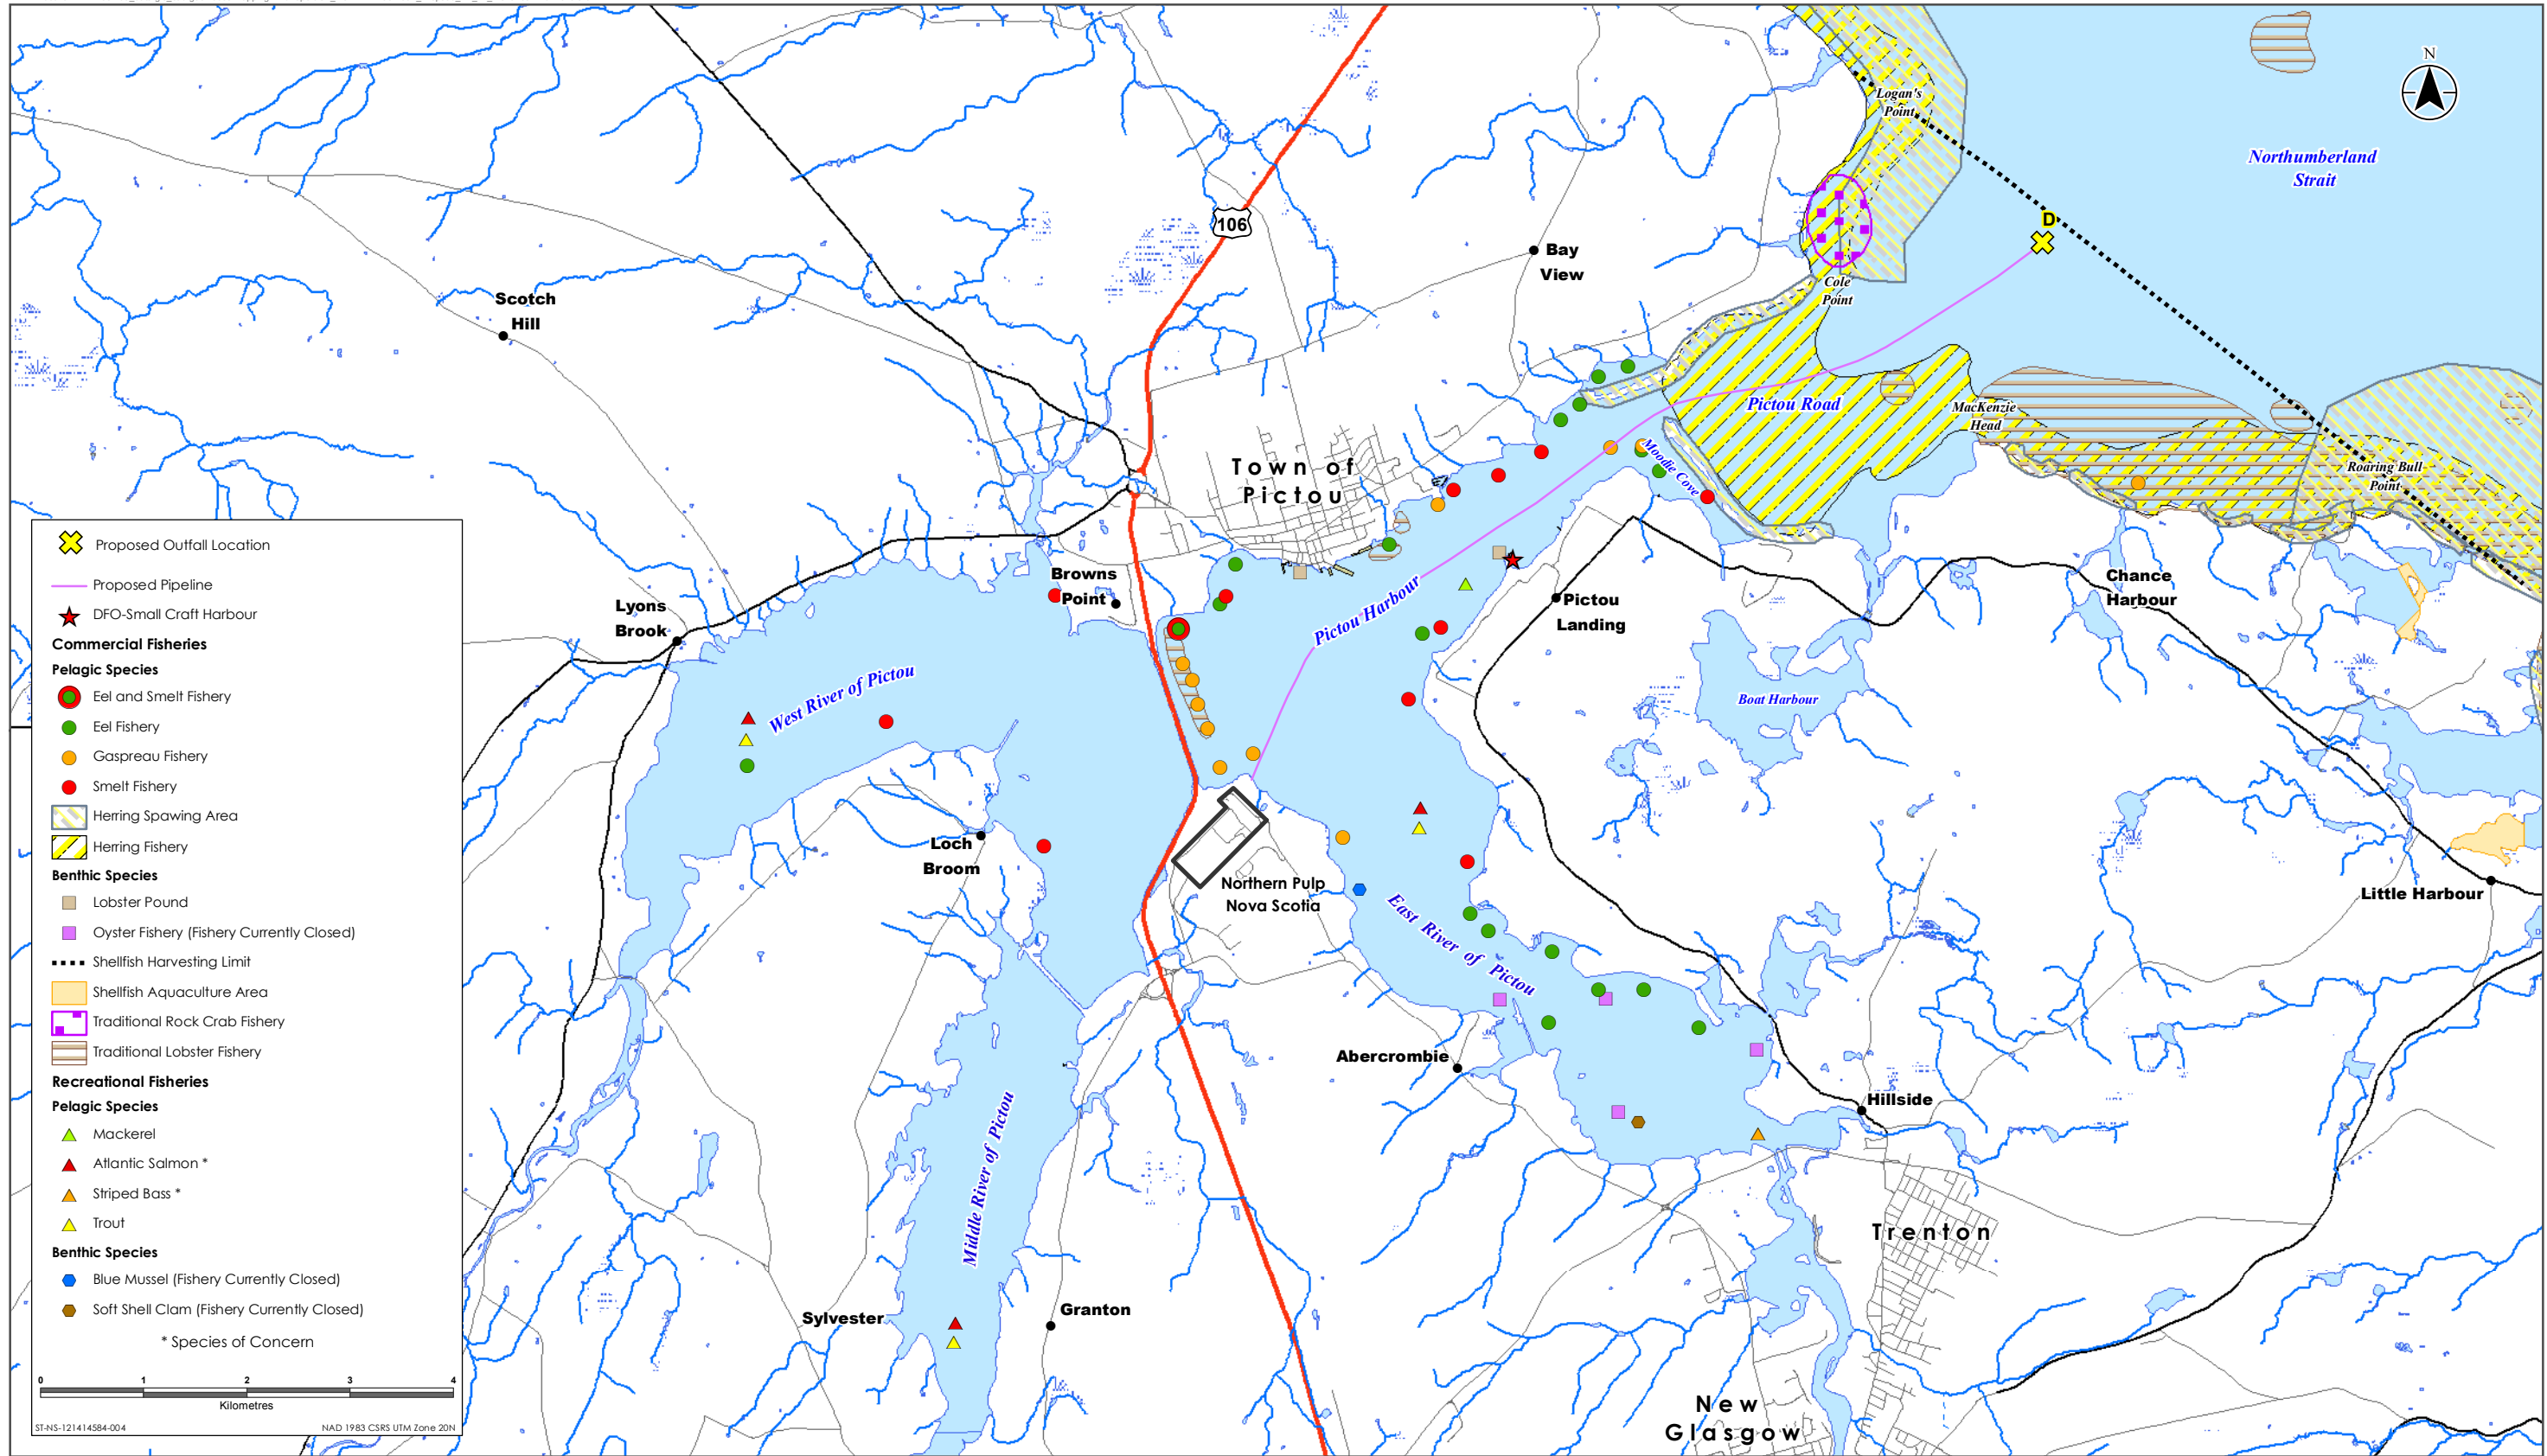 N
Logan's
Point
Northumberland
Strait
D
106
Bay
View
Cole
Point
Scotch
Hill
Pictou Road
MacKenzie
Head
Moodie Cove
Roaring Bull
Point
Town of
Pictou
Browns
Point
Lyons
Brook
Pictou Harbour
Pictou
Landing
Chance
Harbour
West River of Pictou
Boat Harbour
Loch
Broom
Northern Pulp
Nova Scotia
Little Harbour
East River of Pictou
Abercrombie
Hillside
Middle River of Pictou
Trenton
Sylvester
Granton
New
Glasgow
Proposed Outfall Location
Proposed Pipeline
DFO-Small Craft Harbour
Commercial Fisheries
Pelagic Species
Eel and Smelt Fishery
Eel Fishery
Gaspreau Fishery
Smelt Fishery
Herring Spawing Area
Herring Fishery
Benthic Species
Lobster Pound
Oyster Fishery (Fishery Currently Closed)
Shellfish Harvesting Limit
Shellfish Aquaculture Area
Traditional Rock Crab Fishery
Traditional Lobster Fishery
Recreational Fisheries
Pelagic Species
Mackerel
Atlantic Salmon *
Striped Bass *
Trout
Benthic Species
Blue Mussel (Fishery Currently Closed)
Soft Shell Clam (Fishery Currently Closed)
* Species of Concern
0 1 2 3 4
Kilometres
ST-NS-121414584-004 NAD 1983 CSRS UTM Zone 20N